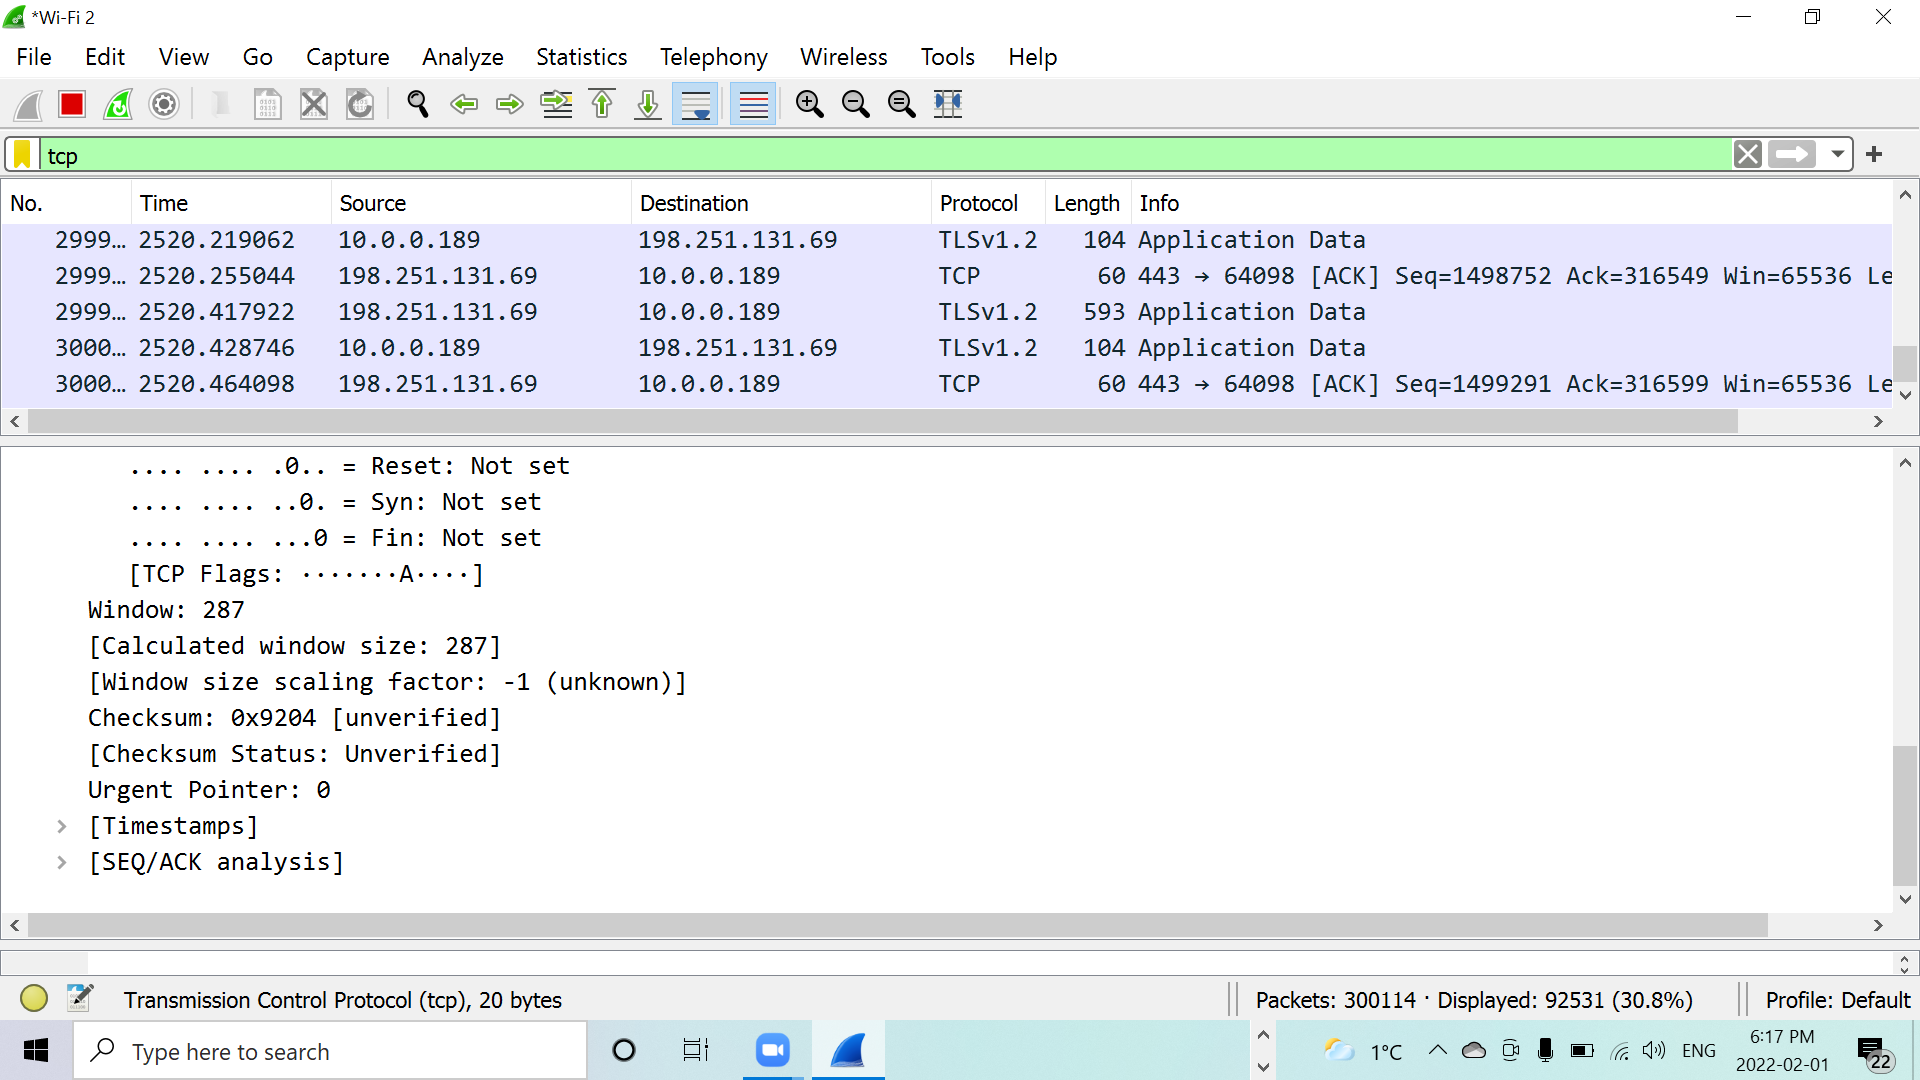 *Wi-Fi 2
File Edit View Go Capture Analyze Statistics Telephony Wireless Tools Help
tcp
No. Time Source Destination Protocol Length Info
2999… 2520.219062 10.0.0.189 198.251.131.69 TLSv1.2 104 Application Data
2999… 2520.255044 198.251.131.69 10.0.0.189 TCP 60 443 → 64098 [ACK] Seq=1498752 Ack=316549 Win=65536 Le
2999… 2520.417922 198.251.131.69 10.0.0.189 TLSv1.2 593 Application Data
3000… 2520.428746 10.0.0.189 198.251.131.69 TLSv1.2 104 Application Data
3000… 2520.464098 198.251.131.69 10.0.0.189 TCP 60 443 → 64098 [ACK] Seq=1499291 Ack=316599 Win=65536 Le
.... .... .0.. = Reset: Not set
.... .... ..0. = Syn: Not set
.... .... ...0 = Fin: Not set
[TCP Flags: ·······A····]
Window: 287
[Calculated window size: 287]
[Window size scaling factor: -1 (unknown)]
Checksum: 0x9204 [unverified]
[Checksum Status: Unverified]
Urgent Pointer: 0
[Timestamps]
[SEQ/ACK analysis]
Transmission Control Protocol (tcp), 20 bytes Packets: 300114 · Displayed: 92531 (30.8%) Profile: Default
Type here to search 1°C ENG 6:17 PM
2022-02-01 22